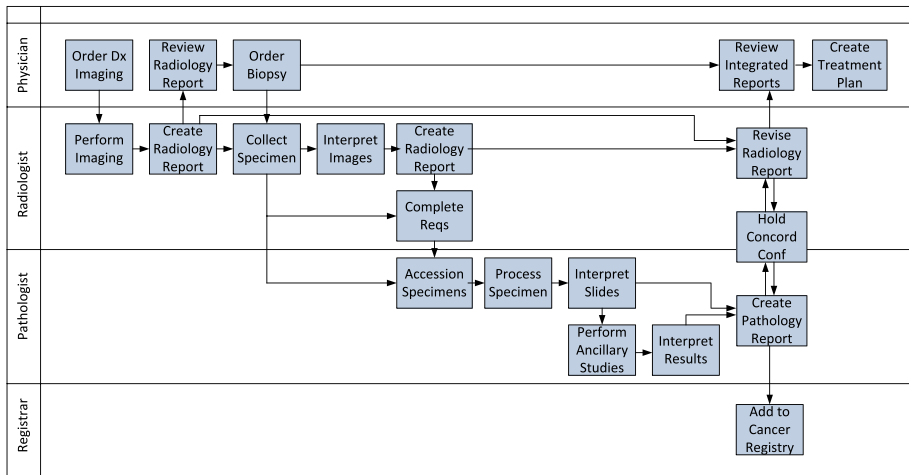 Physician
Order Dx
Imaging
Review
Radiology
Report
Order
Biopsy
Review
Integrated
Reports
Create
Treatment
Plan
Radiologist
Perform
Imaging
Create
Radiology
Report
Collect
Specimen
Interpret
Images
Create
Radiology
Report
Revise
Radiology
Report
Complete
Reqs
Hold
Concord
Conf
Pathologist
Accession
Specimens
Process
Specimen
Interpret
Slides
Create
Pathology
Report
Perform
Ancillary
Studies
Interpret
Results
Registrar
Add to
Cancer
Registry